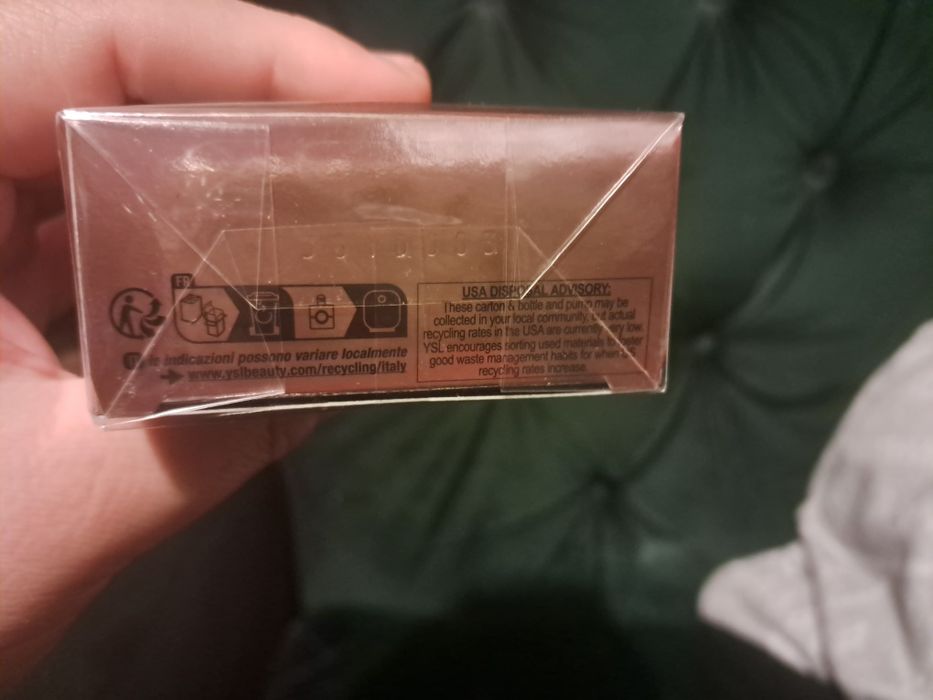 FR
USA DISPOSAL ADVISORY:
These carton & bottle and pump may be
collected in your local community, but actual
recycling rates in the USA are currently very low.
YSL encourages sorting used materials to foster
good waste management habits for when US
recycling rates increase.
le indicazioni possono variare localmente
www.yslbeauty.com/recycling/italy